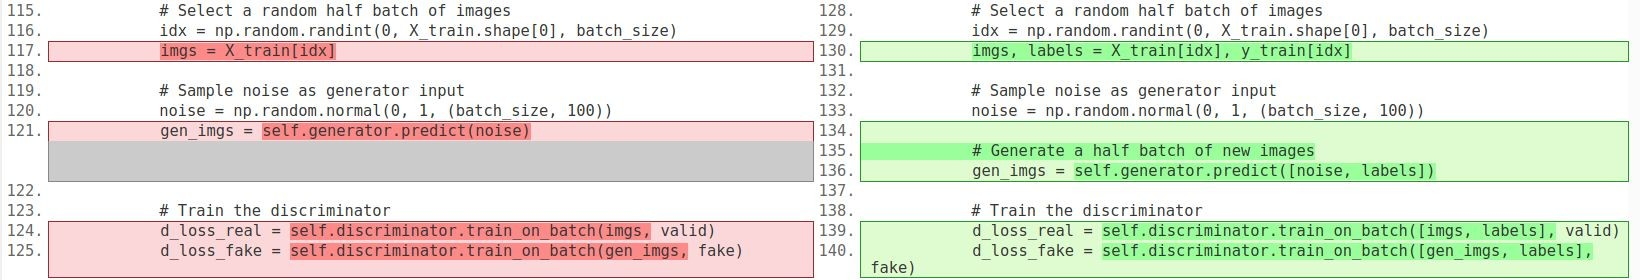 115. # Select a random half batch of images
116. idx = np.random.randint(0, X_train.shape[0], batch_size)
117. imgs = X_train[idx]
118.
119. # Sample noise as generator input
120. noise = np.random.normal(0, 1, (batch_size, 100))
121. gen_imgs = self.generator.predict(noise)
122.
123. # Train the discriminator
124. d_loss_real = self.discriminator.train_on_batch(imgs, valid)
125. d_loss_fake = self.discriminator.train_on_batch(gen_imgs, fake)
128. # Select a random half batch of images
129. idx = np.random.randint(0, X_train.shape[0], batch_size)
130. imgs, labels = X_train[idx], y_train[idx]
131.
132. # Sample noise as generator input
133. noise = np.random.normal(0, 1, (batch_size, 100))
134.
135. # Generate a half batch of new images
136. gen_imgs = self.generator.predict([noise, labels])
137.
138. # Train the discriminator
139. d_loss_real = self.discriminator.train_on_batch([imgs, labels], valid)
140. d_loss_fake = self.discriminator.train_on_batch([gen_imgs, labels],
fake)